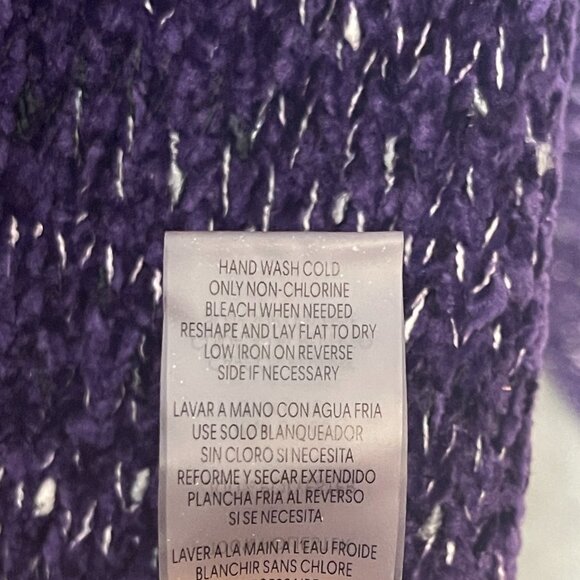 HAND WASH COLD
ONLY NON-CHLORINE
BLEACH WHEN NEEDED
RESHAPE AND LAY FLAT TO DRY
LOW IRON ON REVERSE
SIDE IF NECESSARY
LAVAR A MANO CON AGUA FRIA
USE SOLO BLANQUEADOR
SIN CLORO SI NECESITA
REFORME Y SECAR EXTENDIDO
PLANCHA FRIA AL REVERSO
SI SE NECESITA
LAVER A LA MAIN A L'EAU FROIDE
BLANCHIR SANS CHLORE